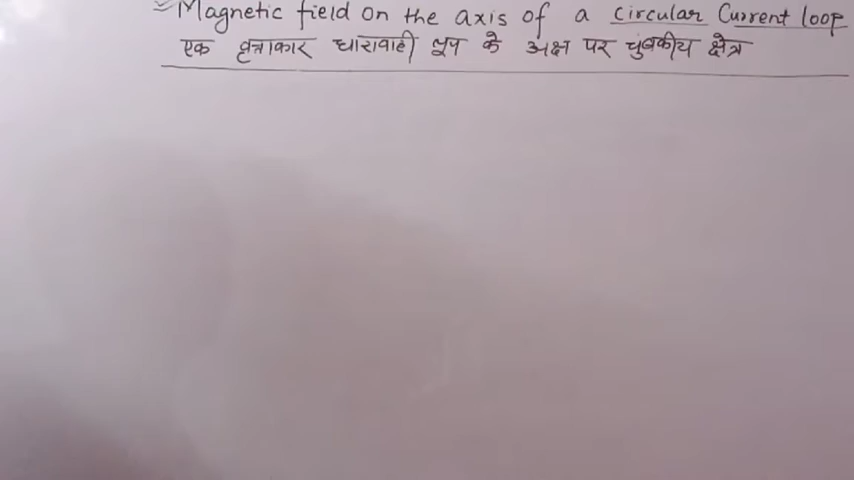 Magnetic field on the axis of a circular Current loop
एक वृत्ताकार धारावाही लूप के अक्ष पर चुंबकीय क्षेत्र